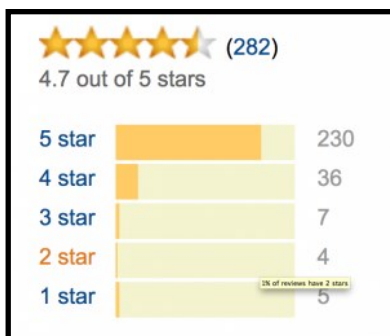 (282)
4.7 out of 5 stars
5 star 230
4 star 36
3 star 7
2 star 4
1% of reviews have 2 stars
1 star 5